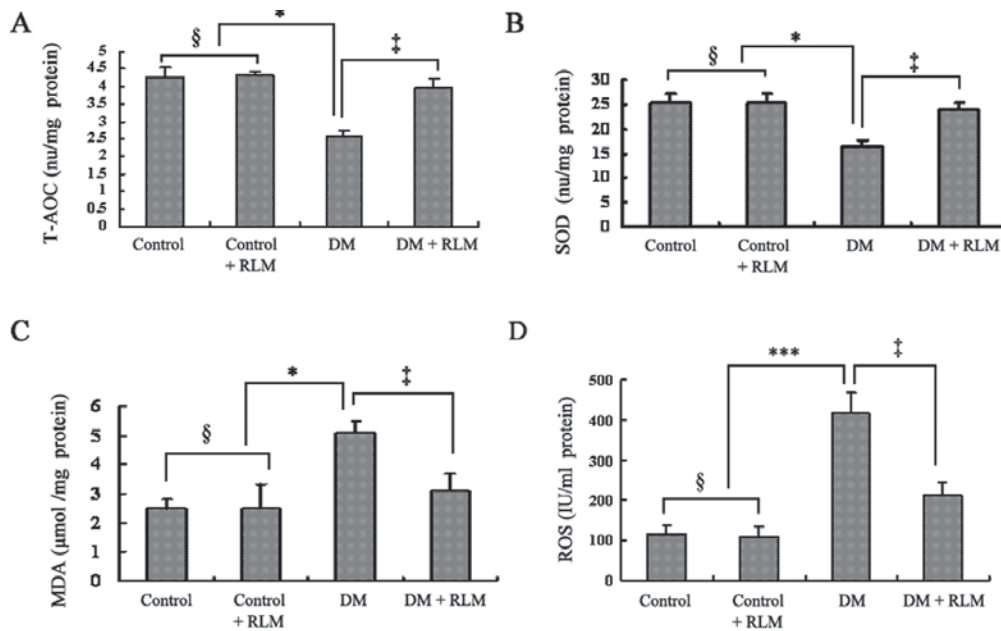 A
T-AOC (nu/mg protein)
5
4.5
4
3.5
3
2.5
2
1.5
1
0.5
0
§
*
‡
Control
Control
+ RLM
DM
DM + RLM
B
SOD (nu/mg protein)
30
25
20
15
10
5
0
§
*
‡
Control
Control
+ RLM
DM
DM + RLM
C
MDA (µmol /mg protein)
6
5
4
3
2
1
0
§
*
‡
Control
Control
+ RLM
DM
DM + RLM
D
ROS (IU/ml protein)
500
400
300
200
100
0
§
***
‡
Control
Control
+ RLM
DM
DM + RLM